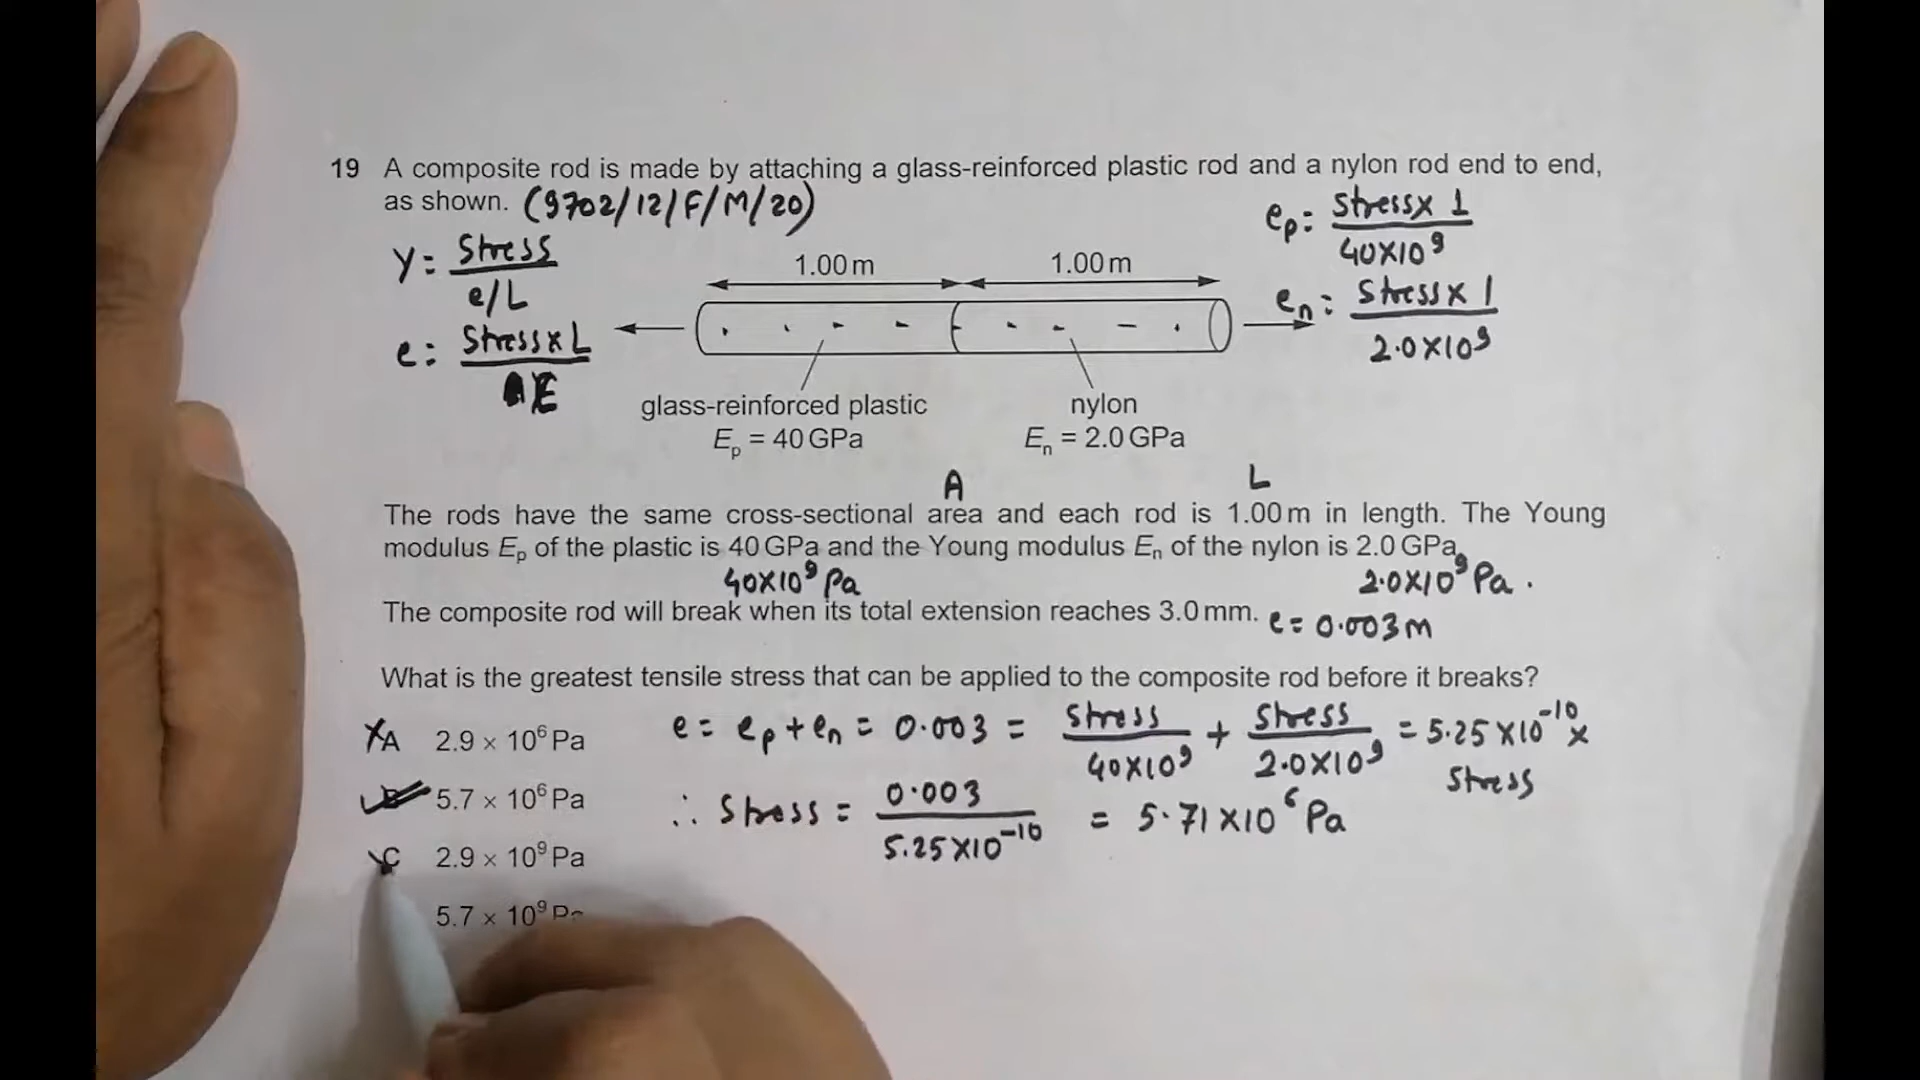 19 A composite rod is made by attaching a glass-reinforced plastic rod and a nylon rod end to end,
as shown. (9702/12/F/M/20)
Y = Stress / e/L
e = Stress x L / E
1.00 m
1.00 m
ep = Stress x 1 / 40x10⁹
en = Stress x 1 / 2.0x10⁹
glass-reinforced plastic
Ep = 40 GPa
nylon
En = 2.0 GPa
A
L
The rods have the same cross-sectional area and each rod is 1.00 m in length. The Young
modulus Ep of the plastic is 40 GPa and the Young modulus En of the nylon is 2.0 GPa.
40x10⁹ Pa
2.0x10⁹ Pa.
The composite rod will break when its total extension reaches 3.0 mm. e = 0.003m
What is the greatest tensile stress that can be applied to the composite rod before it breaks?
e = ep + en = 0.003 = Stress / 40x10⁹ + Stress / 2.0x10⁹ = 5.25 x10⁻¹⁰ x Stress
A 2.9 × 10⁶ Pa
B 5.7 × 10⁶ Pa
∴ Stress = 0.003 / 5.25x10⁻¹⁰ = 5.71x10⁶ Pa
C 2.9 × 10⁹ Pa
5.7 × 10⁹ Pa